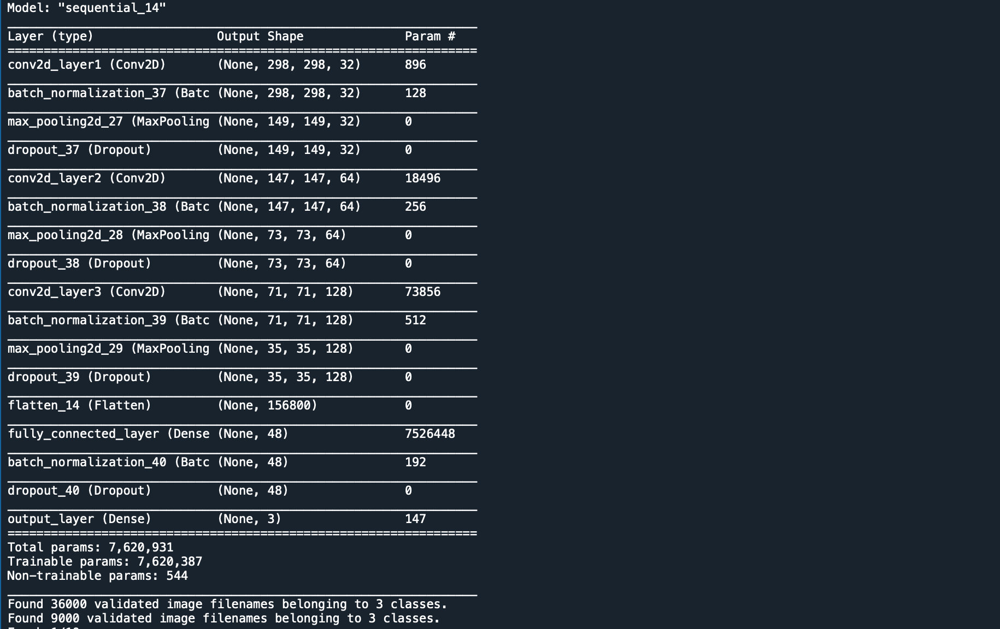 Model: "sequential_14"
_________________________________________________________________
Layer (type)                 Output Shape              Param #
=================================================================
conv2d_layer1 (Conv2D)       (None, 298, 298, 32)      896
_________________________________________________________________
batch_normalization_37 (Batc (None, 298, 298, 32)      128
_________________________________________________________________
max_pooling2d_27 (MaxPooling (None, 149, 149, 32)      0
_________________________________________________________________
dropout_37 (Dropout)         (None, 149, 149, 32)      0
_________________________________________________________________
conv2d_layer2 (Conv2D)       (None, 147, 147, 64)      18496
_________________________________________________________________
batch_normalization_38 (Batc (None, 147, 147, 64)      256
_________________________________________________________________
max_pooling2d_28 (MaxPooling (None, 73, 73, 64)        0
_________________________________________________________________
dropout_38 (Dropout)         (None, 73, 73, 64)        0
_________________________________________________________________
conv2d_layer3 (Conv2D)       (None, 71, 71, 128)       73856
_________________________________________________________________
batch_normalization_39 (Batc (None, 71, 71, 128)       512
_________________________________________________________________
max_pooling2d_29 (MaxPooling (None, 35, 35, 128)       0
_________________________________________________________________
dropout_39 (Dropout)         (None, 35, 35, 128)       0
_________________________________________________________________
flatten_14 (Flatten)         (None, 156800)            0
_________________________________________________________________
fully_connected_layer (Dense (None, 48)                7526448
_________________________________________________________________
batch_normalization_40 (Batc (None, 48)                192
_________________________________________________________________
dropout_40 (Dropout)         (None, 48)                0
_________________________________________________________________
output_layer (Dense)         (None, 3)                 147
=================================================================
Total params: 7,620,931
Trainable params: 7,620,387
Non-trainable params: 544
_________________________________________________________________
Found 36000 validated image filenames belonging to 3 classes.
Found 9000 validated image filenames belonging to 3 classes.